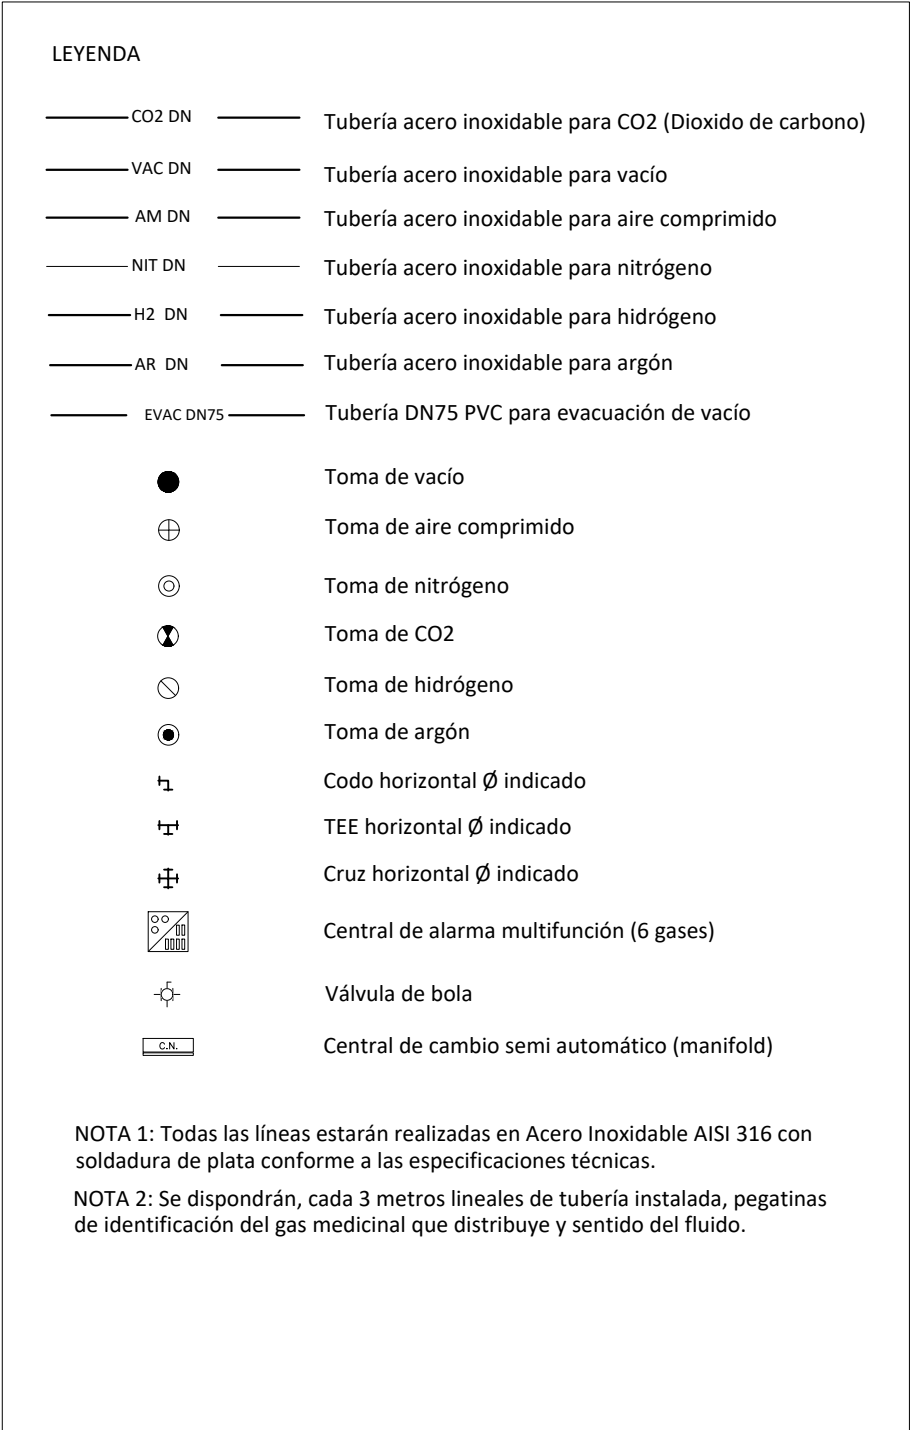 LEYENDA
CO2 DN Tubería acero inoxidable para CO2 (Dioxido de carbono)
VAC DN Tubería acero inoxidable para vacío
AM DN Tubería acero inoxidable para aire comprimido
NIT DN Tubería acero inoxidable para nitrógeno
H2 DN Tubería acero inoxidable para hidrógeno
AR DN Tubería acero inoxidable para argón
EVAC DN75 Tubería DN75 PVC para evacuación de vacío
Toma de vacío
Toma de aire comprimido
Toma de nitrógeno
Toma de CO2
Toma de hidrógeno
Toma de argón
Codo horizontal Ø indicado
TEE horizontal Ø indicado
Cruz horizontal Ø indicado
Central de alarma multifunción (6 gases)
Válvula de bola
C.N. Central de cambio semi automático (manifold)
NOTA 1: Todas las líneas estarán realizadas en Acero Inoxidable AISI 316 con
soldadura de plata conforme a las especificaciones técnicas.
NOTA 2: Se dispondrán, cada 3 metros lineales de tubería instalada, pegatinas
de identificación del gas medicinal que distribuye y sentido del fluido.